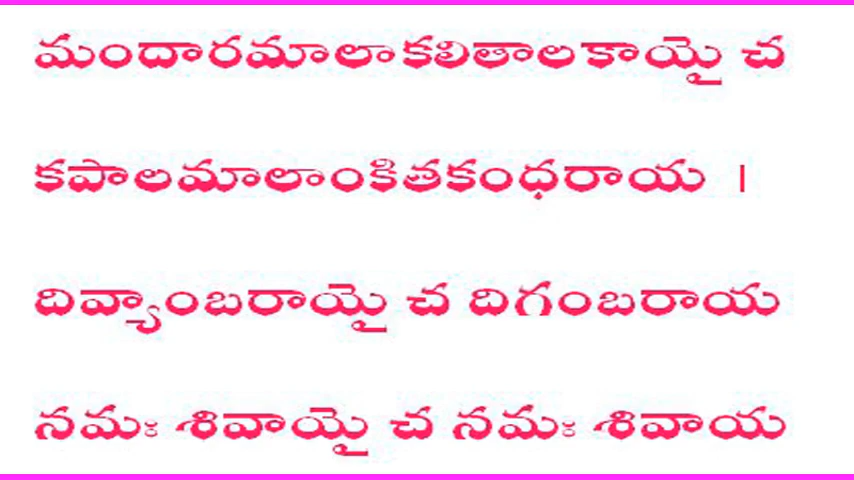 మందారమాలాకలితాలకాయై చ
కపాలమాలాంకితకంధరాయ ।
దివ్యాంబరాయై చ దిగంబరాయ
నమః శివాయై చ నమః శివాయ